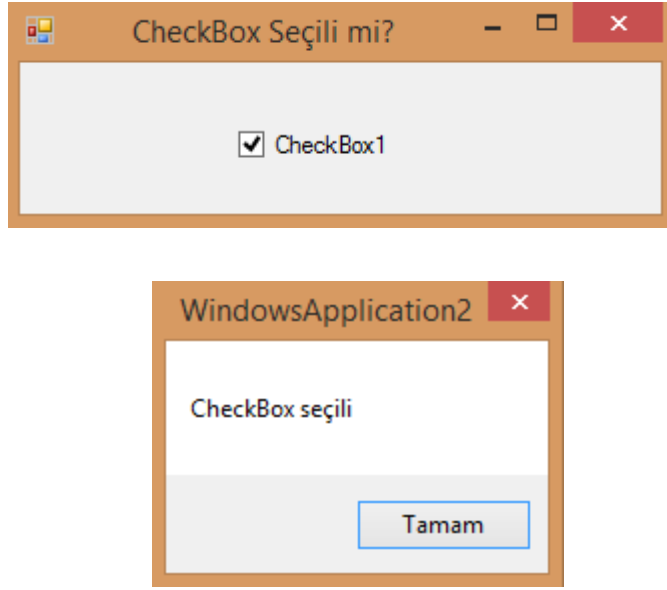 CheckBox Seçili mi?
CheckBox1
WindowsApplication2
CheckBox seçili
Tamam